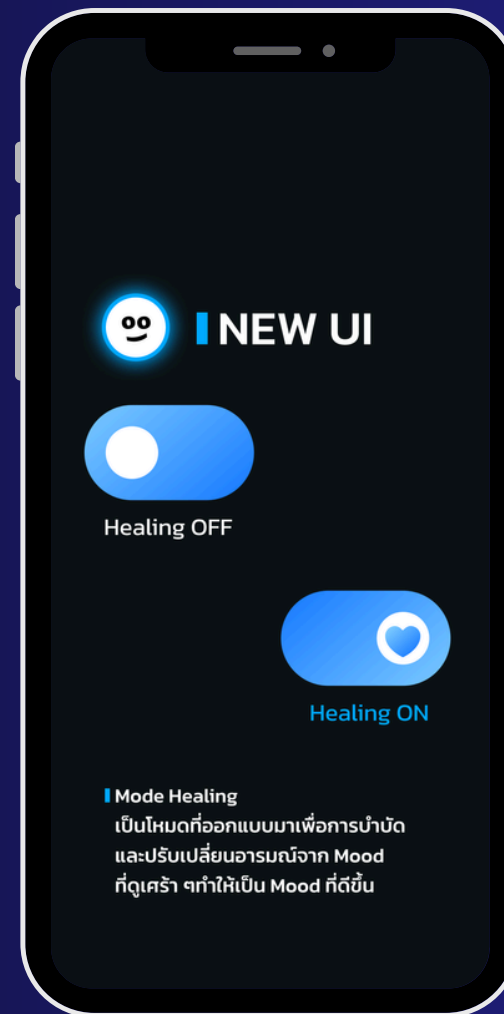 NEW UI
Healing OFF
Healing ON
Mode Healing
เป็นโหมดที่ออกแบบมาเพื่อการบำบัด
และปรับเปลี่ยนอารมณ์จาก Mood
ที่ดูเศร้า ๆทำให้เป็น Mood ที่ดีขึ้น